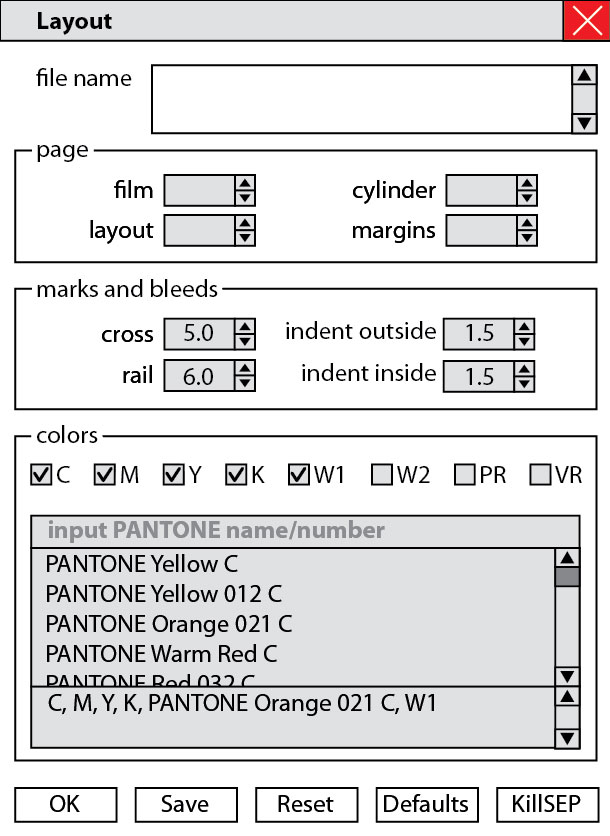 Layout
file name
page
film
cylinder
layout
margins
marks and bleeds
cross 5.0 indent outside 1.5
rail 6.0 indent inside 1.5
colors
C M Y K W1 W2 PR VR
input PANTONE name/number
PANTONE Yellow C
PANTONE Yellow 012 C
PANTONE Orange 021 C
PANTONE Warm Red C
PANTONE Red 032 C
C, M, Y, K, PANTONE Orange 021 C, W1
OK Save Reset Defaults KillSEP